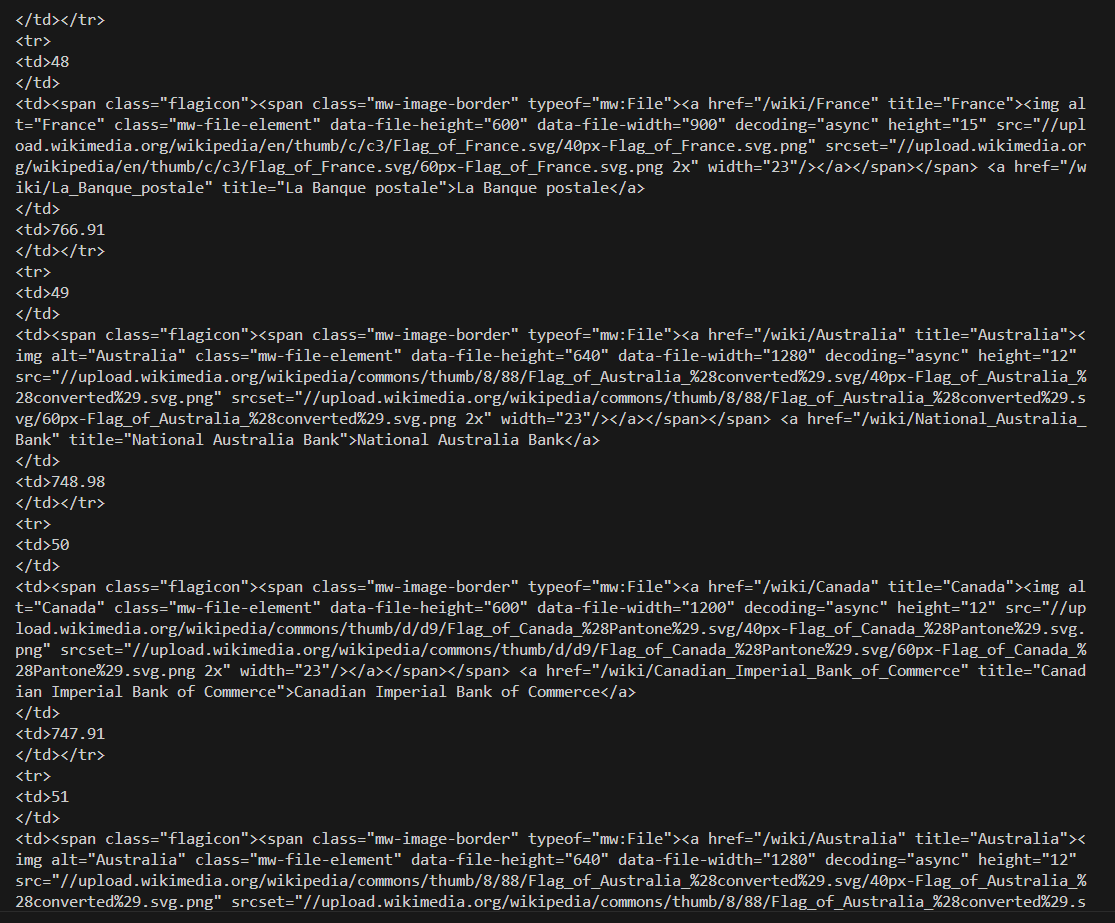 </td></tr>
<tr>
<td>48
</td>
<td><span class="flagicon"><span class="mw-image-border" typeof="mw:File"><a href="/wiki/France" title="France"><img al
t="France" class="mw-file-element" data-file-height="600" data-file-width="900" decoding="async" height="15" src="//upl
oad.wikimedia.org/wikipedia/en/thumb/c/c3/Flag_of_France.svg/40px-Flag_of_France.svg.png" srcset="//upload.wikimedia.or
g/wikipedia/en/thumb/c/c3/Flag_of_France.svg/60px-Flag_of_France.svg.png 2x" width="23"/></a></span></span> <a href="/w
iki/La_Banque_postale" title="La Banque postale">La Banque postale</a>
</td>
<td>766.91
</td></tr>
<tr>
<td>49
</td>
<td><span class="flagicon"><span class="mw-image-border" typeof="mw:File"><a href="/wiki/Australia" title="Australia"><
img alt="Australia" class="mw-file-element" data-file-height="640" data-file-width="1280" decoding="async" height="12"
src="//upload.wikimedia.org/wikipedia/commons/thumb/8/88/Flag_of_Australia_%28converted%29.svg/40px-Flag_of_Australia_%
28converted%29.svg.png" srcset="//upload.wikimedia.org/wikipedia/commons/thumb/8/88/Flag_of_Australia_%28converted%29.s
vg/60px-Flag_of_Australia_%28converted%29.svg.png 2x" width="23"/></a></span></span> <a href="/wiki/National_Australia_
Bank" title="National Australia Bank">National Australia Bank</a>
</td>
<td>748.98
</td></tr>
<tr>
<td>50
</td>
<td><span class="flagicon"><span class="mw-image-border" typeof="mw:File"><a href="/wiki/Canada" title="Canada"><img al
t="Canada" class="mw-file-element" data-file-height="600" data-file-width="1200" decoding="async" height="12" src="//up
load.wikimedia.org/wikipedia/commons/thumb/d/d9/Flag_of_Canada_%28Pantone%29.svg/40px-Flag_of_Canada_%28Pantone%29.svg.
png" srcset="//upload.wikimedia.org/wikipedia/commons/thumb/d/d9/Flag_of_Canada_%28Pantone%29.svg/60px-Flag_of_Canada_%
28Pantone%29.svg.png 2x" width="23"/></a></span></span> <a href="/wiki/Canadian_Imperial_Bank_of_Commerce" title="Canad
ian Imperial Bank of Commerce">Canadian Imperial Bank of Commerce</a>
</td>
<td>747.91
</td></tr>
<tr>
<td>51
</td>
<td><span class="flagicon"><span class="mw-image-border" typeof="mw:File"><a href="/wiki/Australia" title="Australia"><
img alt="Australia" class="mw-file-element" data-file-height="640" data-file-width="1280" decoding="async" height="12"
src="//upload.wikimedia.org/wikipedia/commons/thumb/8/88/Flag_of_Australia_%28converted%29.svg/40px-Flag_of_Australia_%
28converted%29.svg.png" srcset="//upload.wikimedia.org/wikipedia/commons/thumb/8/88/Flag_of_Australia_%28converted%29.s